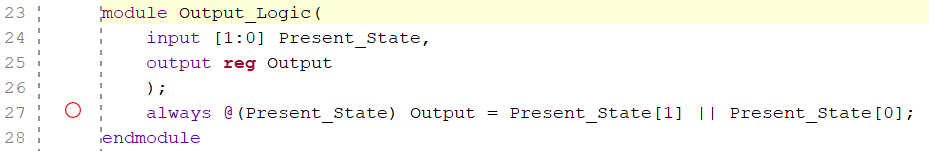 23 module Output_Logic(
24 input [1:0] Present_State,
25 output reg Output
26 );
27 always @(Present_State) Output = Present_State[1] || Present_State[0];
28 endmodule